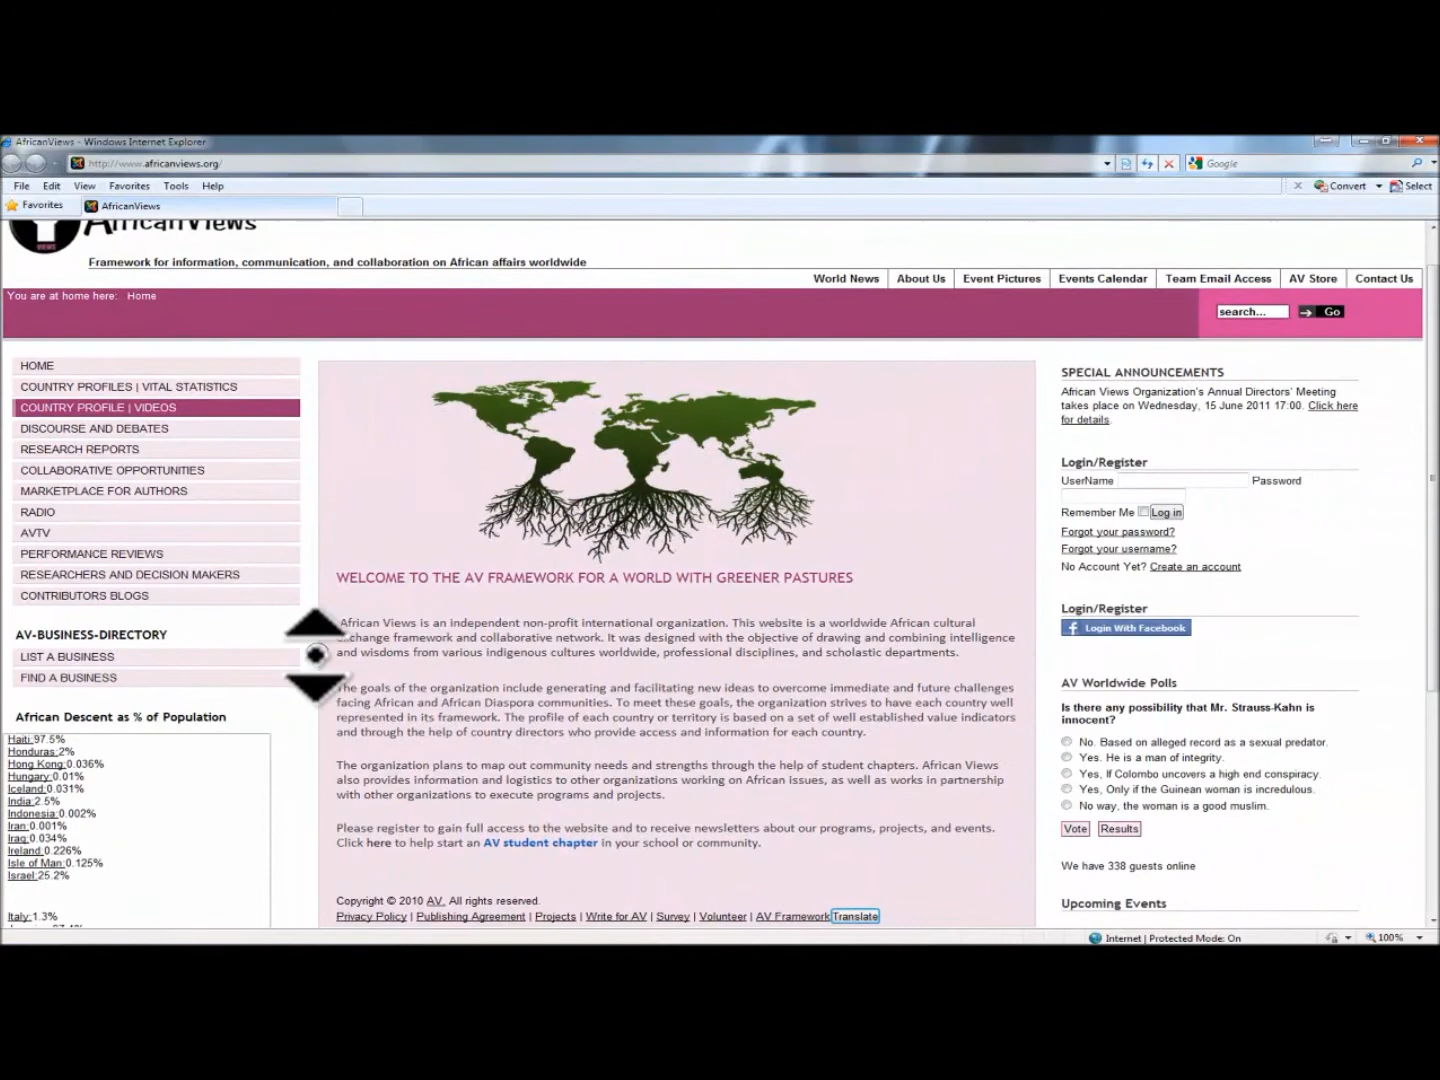 AfricanViews - Windows Internet Explorer
http://www.africanviews.org/
Google
File Edit View Favorites Tools Help
Convert Select
Favorites AfricanViews
AfricanViews
VIEWS
Framework for information, communication, and collaboration on African affairs worldwide
World News About Us Event Pictures Events Calendar Team Email Access AV Store Contact Us
You are at home here: Home
search... Go
HOME
COUNTRY PROFILES | VITAL STATISTICS
COUNTRY PROFILE | VIDEOS
DISCOURSE AND DEBATES
RESEARCH REPORTS
COLLABORATIVE OPPORTUNITIES
MARKETPLACE FOR AUTHORS
RADIO
AVTV
PERFORMANCE REVIEWS
RESEARCHERS AND DECISION MAKERS
CONTRIBUTORS BLOGS
AV-BUSINESS-DIRECTORY
LIST A BUSINESS
FIND A BUSINESS
African Descent as % of Population
Haiti:97.5%
Honduras:2%
Hong Kong:0.036%
Hungary:0.01%
Iceland:0.031%
India:2.5%
Indonesia:0.002%
Iran:0.001%
Iraq:0.034%
Ireland:0.226%
Isle of Man:0.125%
Israel:25.2%
Italy:1.3%
WELCOME TO THE AV FRAMEWORK FOR A WORLD WITH GREENER PASTURES
African Views is an independent non-profit international organization. This website is a worldwide African cultural
exchange framework and collaborative network. It was designed with the objective of drawing and combining intelligence
and wisdoms from various indigenous cultures worldwide, professional disciplines, and scholastic departments.
The goals of the organization include generating and facilitating new ideas to overcome immediate and future challenges
facing African and African Diaspora communities. To meet these goals, the organization strives to have each country well
represented in its framework. The profile of each country or territory is based on a set of well established value indicators
and through the help of country directors who provide access and information for each country.
The organization plans to map out community needs and strengths through the help of student chapters. African Views
also provides information and logistics to other organizations working on African issues, as well as works in partnership
with other organizations to execute programs and projects.
Please register to gain full access to the website and to receive newsletters about our programs, projects, and events.
Click here to help start an AV student chapter in your school or community.
Copyright © 2010 AV. All rights reserved.
Privacy Policy | Publishing Agreement | Projects | Write for AV | Survey | Volunteer | AV Framework Translate
SPECIAL ANNOUNCEMENTS
African Views Organization's Annual Directors' Meeting
takes place on Wednesday, 15 June 2011 17:00. Click here
for details.
Login/Register
UserName Password
Remember Me Log in
Forgot your password?
Forgot your username?
No Account Yet? Create an account
Login/Register
f Login With Facebook
AV Worldwide Polls
Is there any possibility that Mr. Strauss-Kahn is
innocent?
No. Based on alleged record as a sexual predator.
Yes. He is a man of integrity.
Yes, If Colombo uncovers a high end conspiracy.
Yes, Only if the Guinean woman is incredulous.
No way, the woman is a good muslim.
Vote Results
We have 338 guests online
Upcoming Events
Internet | Protected Mode: On 100%